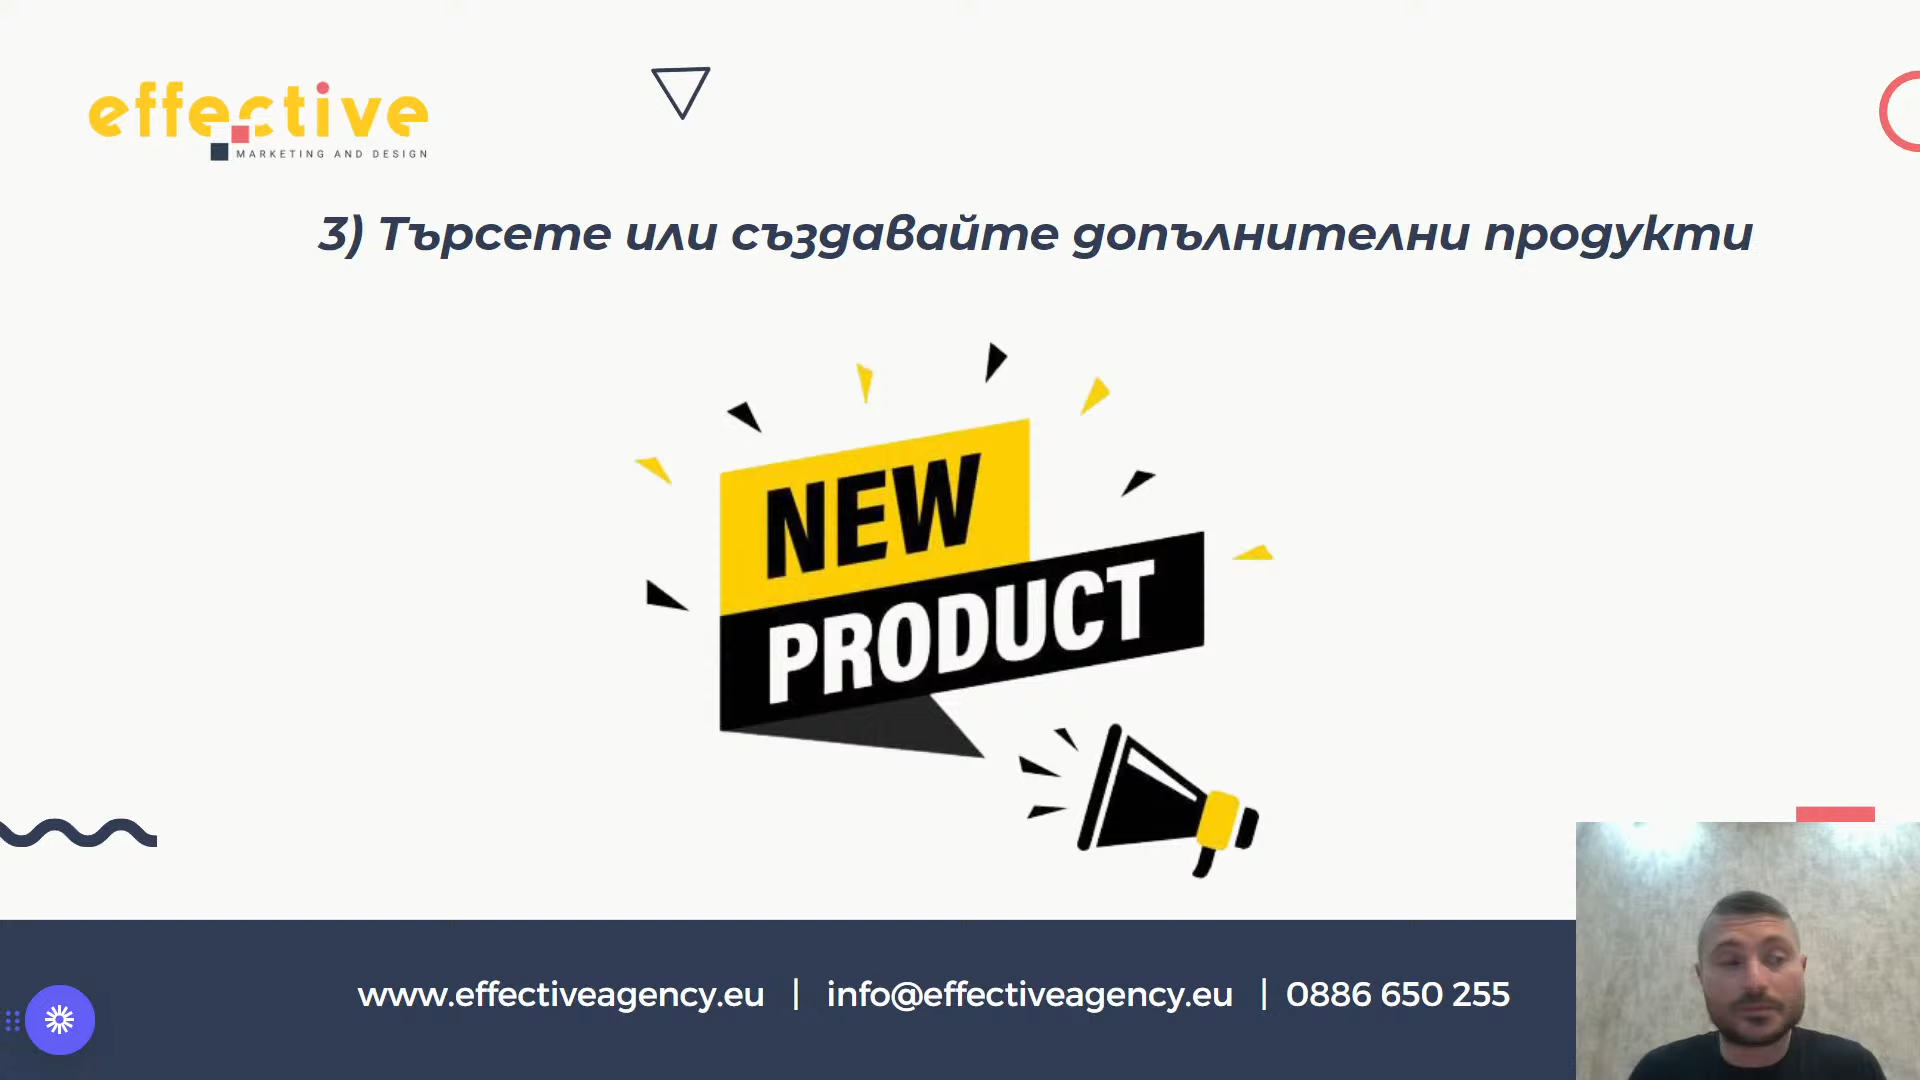 effective
MARKETING AND DESIGN
3) Търсете или създавайте допълнителни продукти
NEW
PRODUCT
www.effectiveagency.eu | info@effectiveagency.eu | 0886 650 255